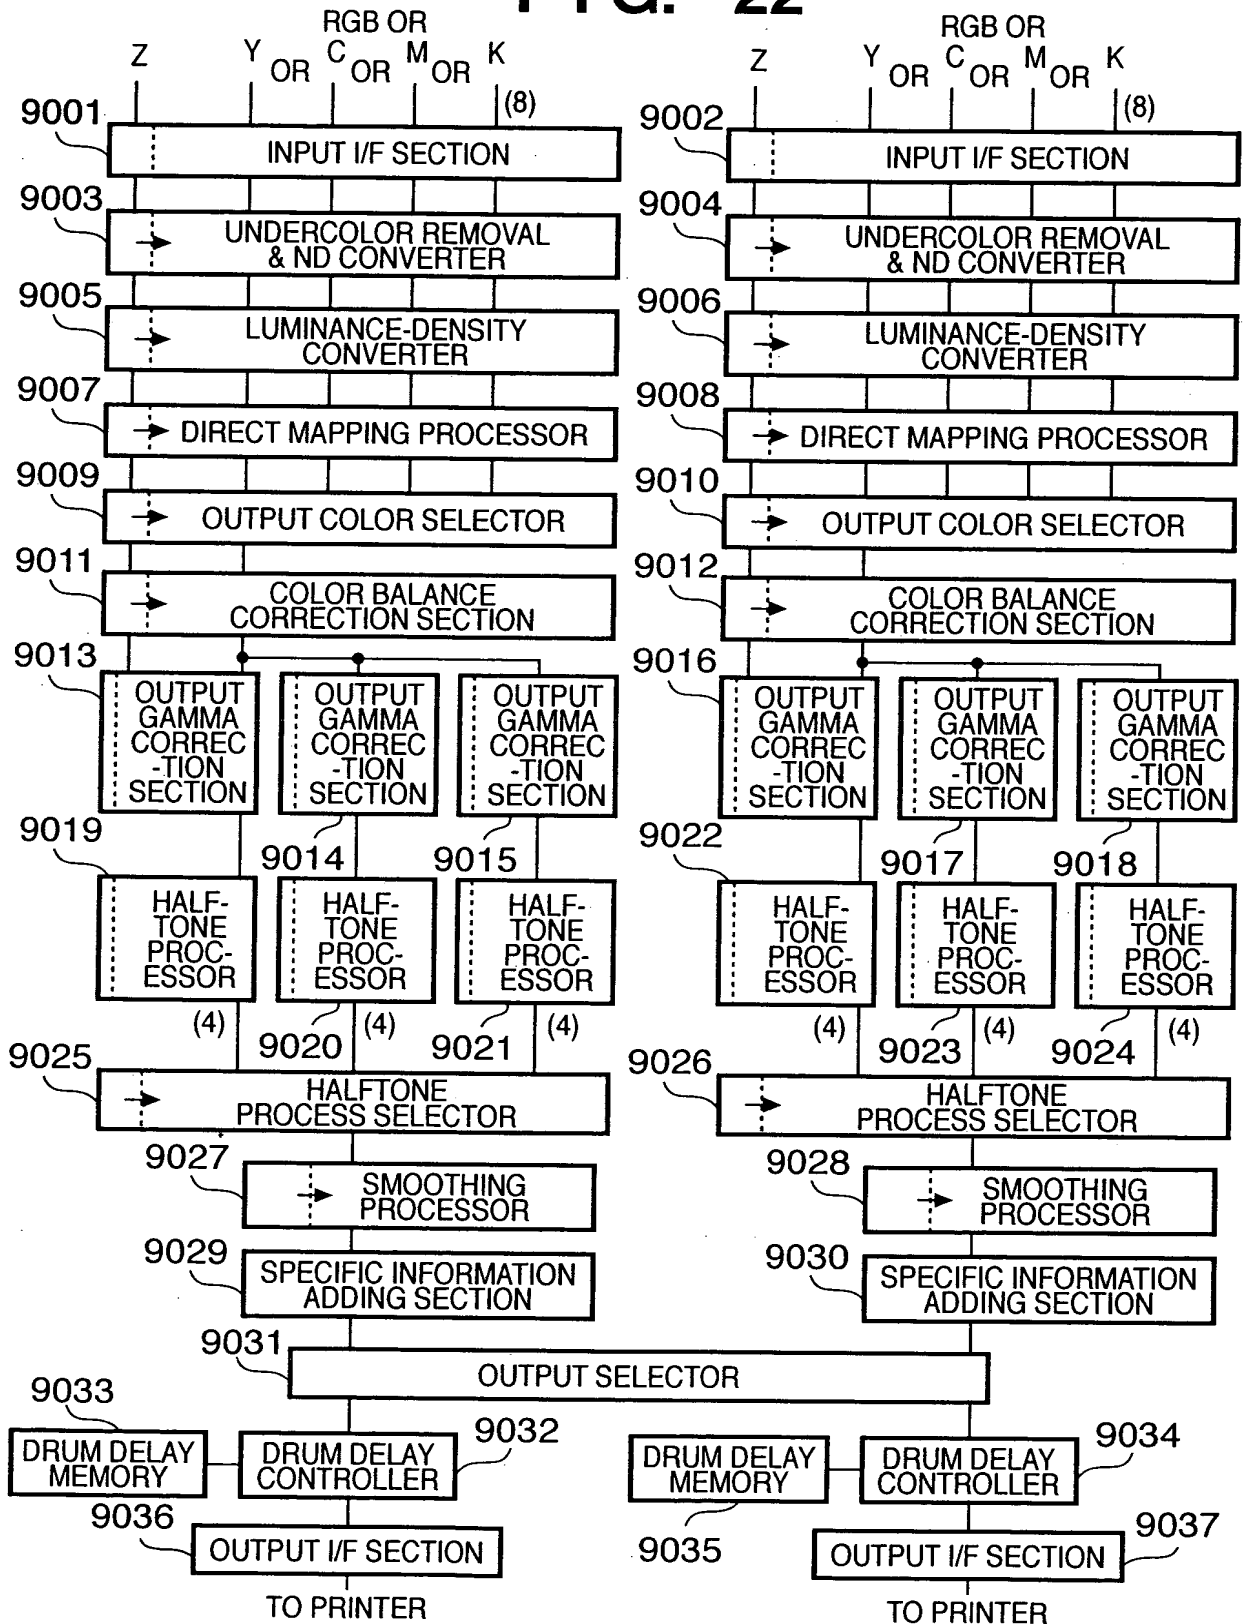 FIG. 22
RGB OR
Z Y OR C OR M OR K
(8)
9001
INPUT I/F SECTION
9003
UNDERCOLOR REMOVAL
& ND CONVERTER
9005
LUMINANCE-DENSITY
CONVERTER
9007
DIRECT MAPPING PROCESSOR
9009
OUTPUT COLOR SELECTOR
9011
COLOR BALANCE
CORRECTION SECTION
9013
OUTPUT
GAMMA
CORREC
-TION
SECTION
OUTPUT
GAMMA
CORREC
-TION
SECTION
OUTPUT
GAMMA
CORREC
-TION
SECTION
9019
9014
9015
HALF-
TONE
PROC-
ESSOR
HALF-
TONE
PROC-
ESSOR
HALF-
TONE
PROC-
ESSOR
(4)
9020
(4)
9021
(4)
9025
HALFTONE
PROCESS SELECTOR
9027
SMOOTHING
PROCESSOR
9029
SPECIFIC INFORMATION
ADDING SECTION
RGB OR
Z Y OR C OR M OR K
(8)
9002
INPUT I/F SECTION
9004
UNDERCOLOR REMOVAL
& ND CONVERTER
9006
LUMINANCE-DENSITY
CONVERTER
9008
DIRECT MAPPING PROCESSOR
9010
OUTPUT COLOR SELECTOR
9012
COLOR BALANCE
CORRECTION SECTION
9016
OUTPUT
GAMMA
CORREC
-TION
SECTION
OUTPUT
GAMMA
CORREC
-TION
SECTION
OUTPUT
GAMMA
CORREC
-TION
SECTION
9022
9017
9018
HALF-
TONE
PROC-
ESSOR
HALF-
TONE
PROC-
ESSOR
HALF-
TONE
PROC-
ESSOR
(4)
9023
(4)
9024
(4)
9026
HALFTONE
PROCESS SELECTOR
9028
SMOOTHING
PROCESSOR
9030
SPECIFIC INFORMATION
ADDING SECTION
9031
OUTPUT SELECTOR
9033
DRUM DELAY
MEMORY
9032
DRUM DELAY
CONTROLLER
9036
OUTPUT I/F SECTION
TO PRINTER
DRUM DELAY
MEMORY
9035
9034
DRUM DELAY
CONTROLLER
9037
OUTPUT I/F SECTION
TO PRINTER